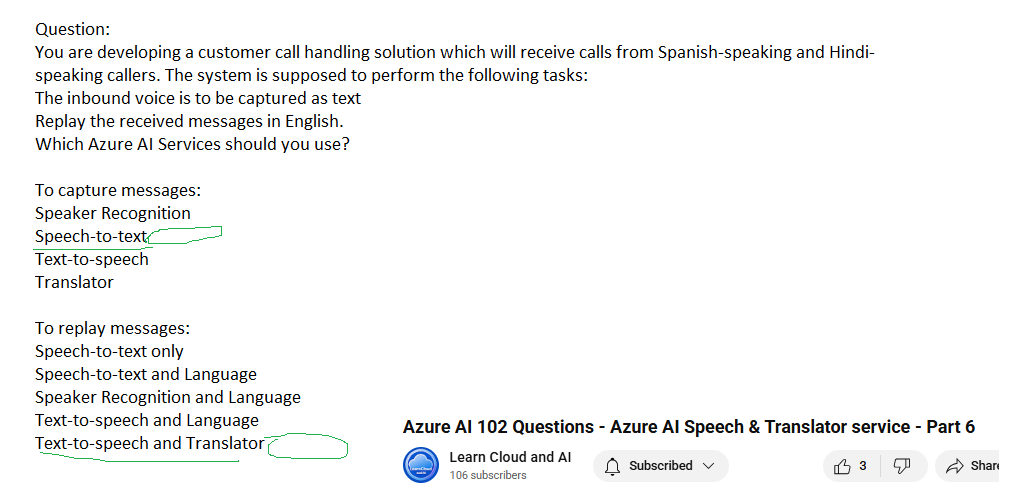 Question:
You are developing a customer call handling solution which will receive calls from Spanish-speaking and Hindi-
speaking callers. The system is supposed to perform the following tasks:
The inbound voice is to be captured as text
Replay the received messages in English.
Which Azure AI Services should you use?
To capture messages:
Speaker Recognition
Speech-to-text
Text-to-speech
Translator
To replay messages:
Speech-to-text only
Speech-to-text and Language
Speaker Recognition and Language
Text-to-speech and Language
Text-to-speech and Translator
Azure AI 102 Questions - Azure AI Speech & Translator service - Part 6
Learn Cloud and AI
106 subscribers
Subscribed
3
Share